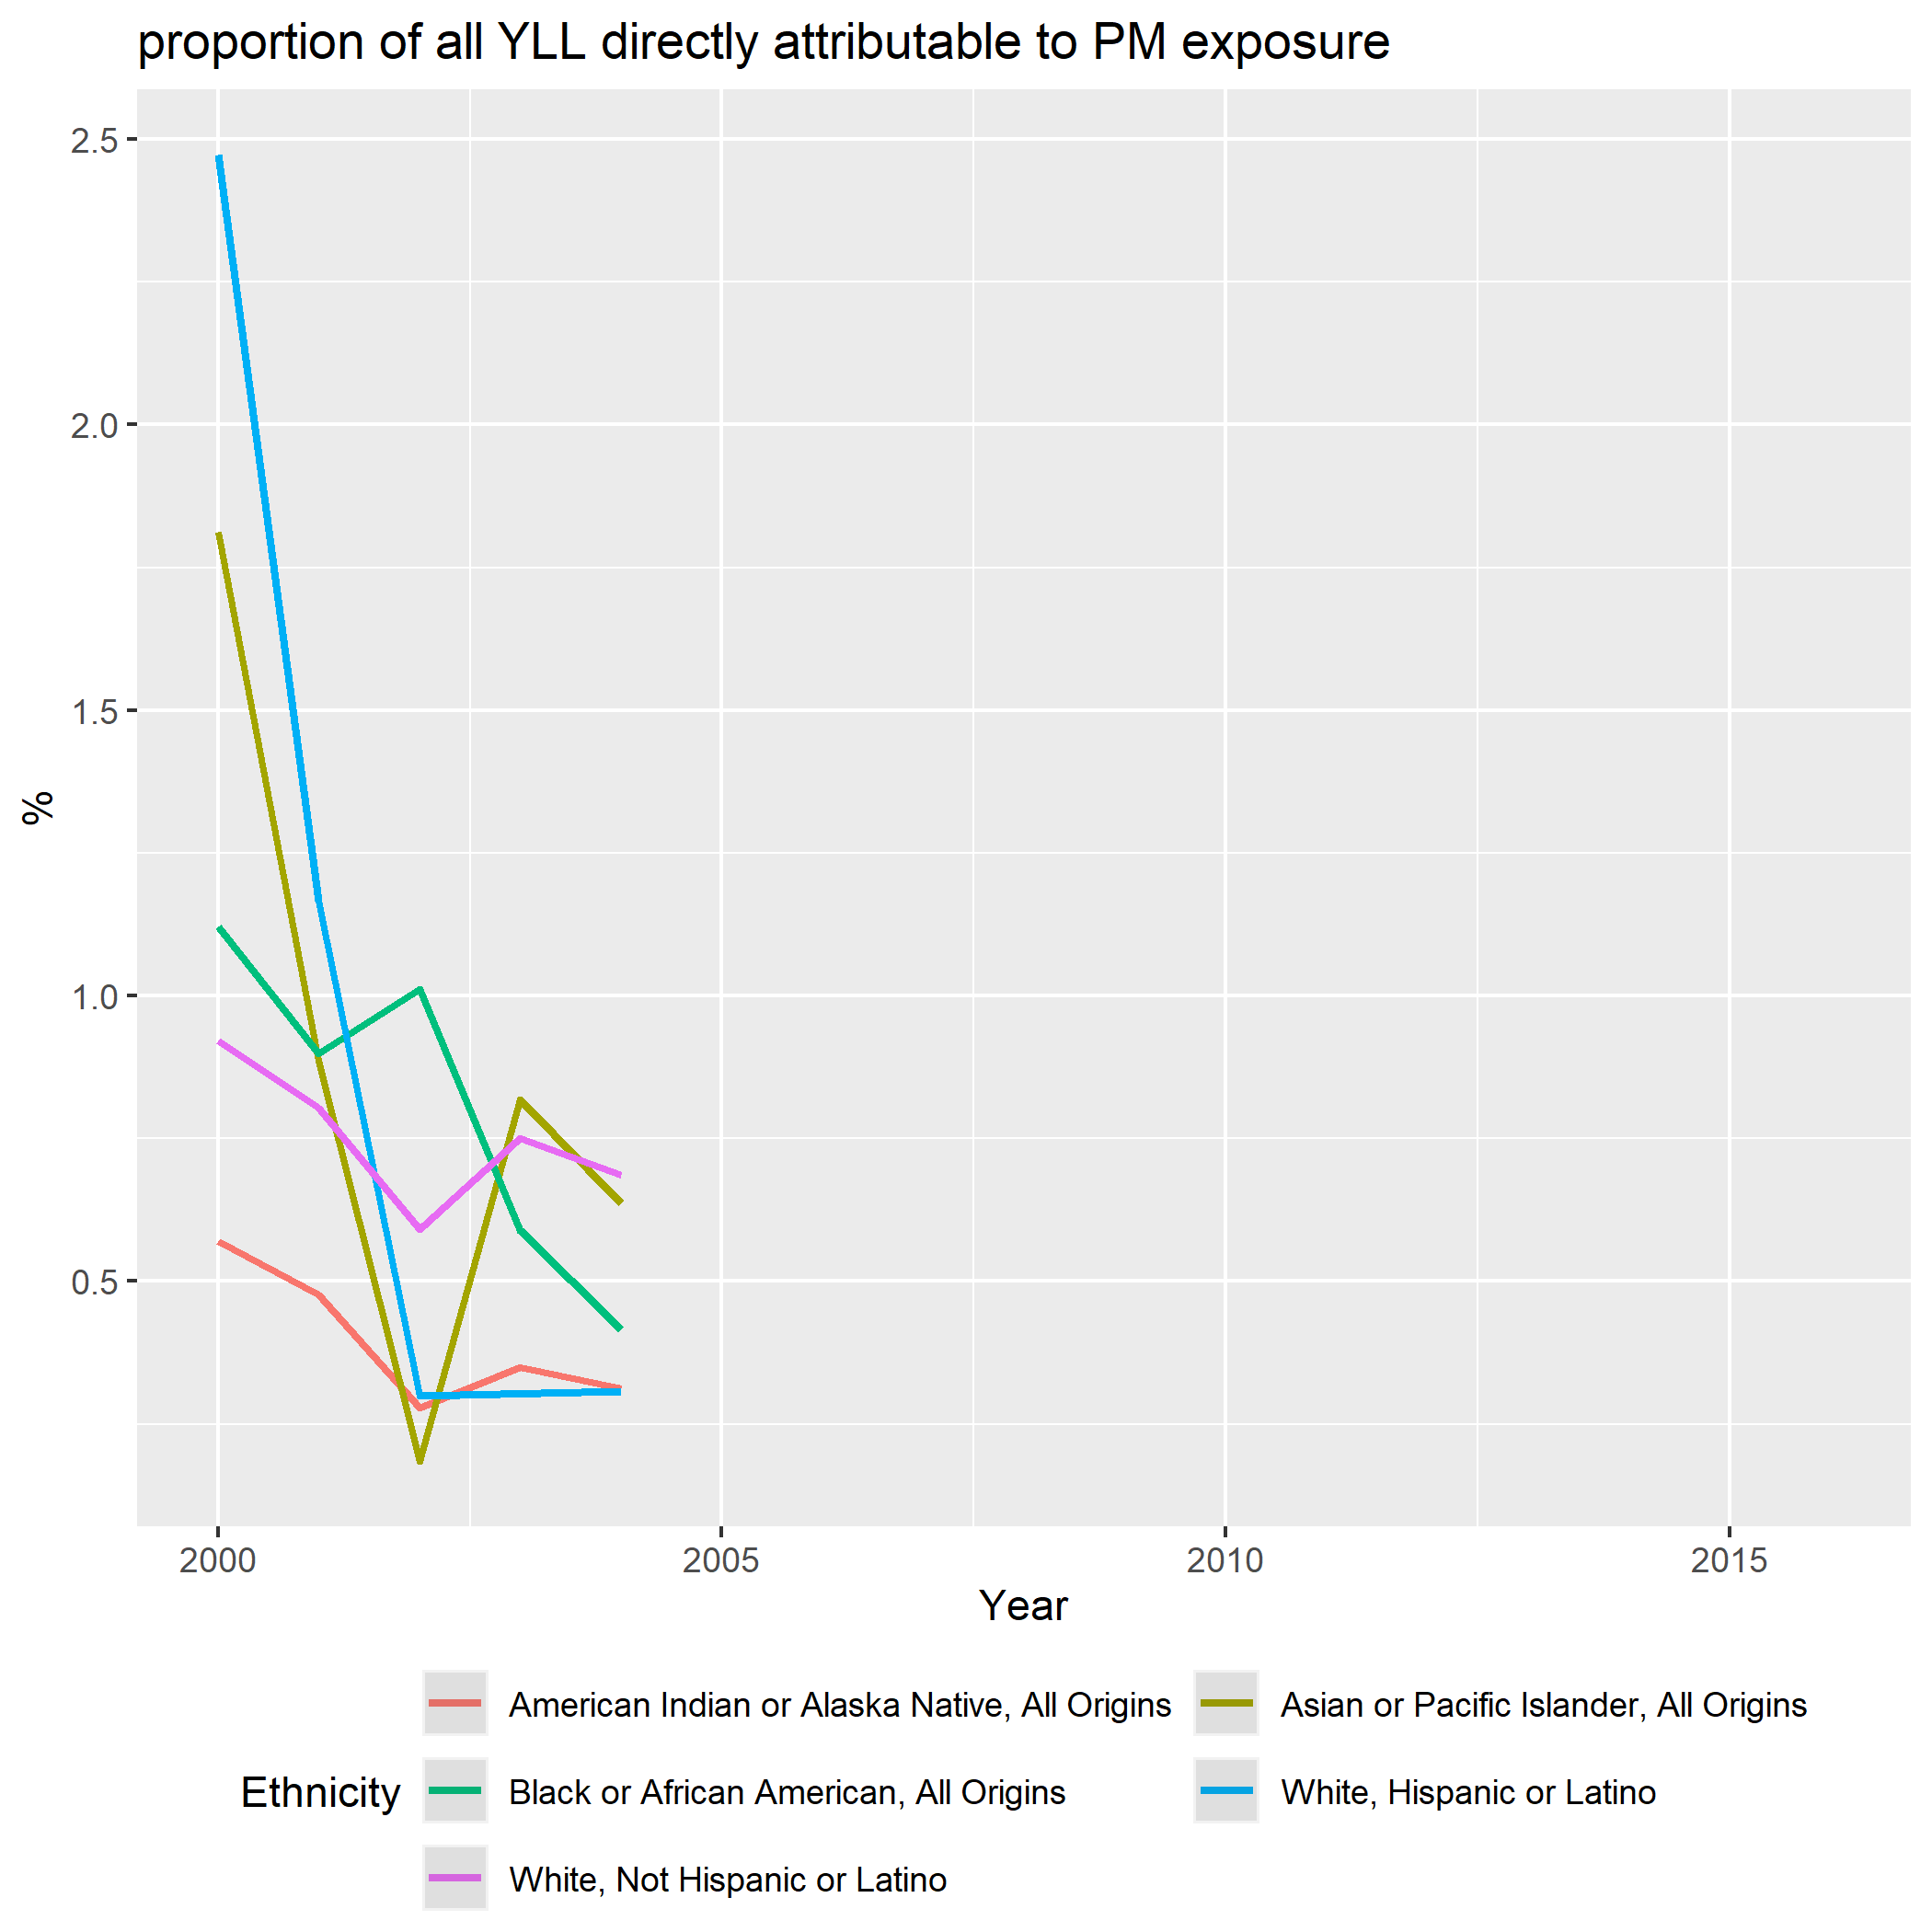 proportion of all YLL directly attributable to PM exposure
2.5
2.0
1.5
1.0
0.5
%
2000 2005 2010 2015
Year
Ethnicity
American Indian or Alaska Native, All Origins
Asian or Pacific Islander, All Origins
Black or African American, All Origins
White, Hispanic or Latino
White, Not Hispanic or Latino